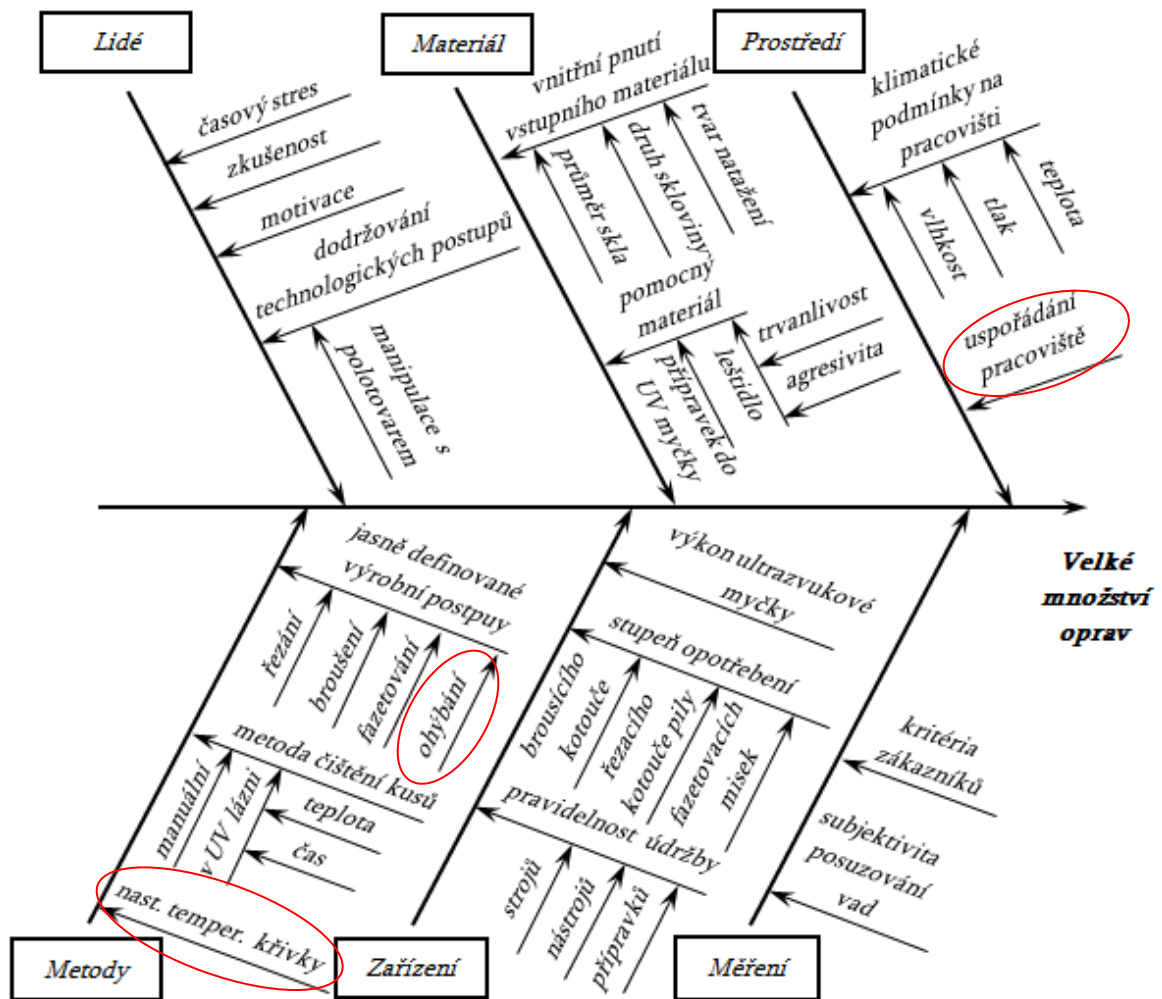 Lidé
Materiál
Prostředí
časový stres
zkušenost
motivace
dodržování
technologických postupů
manipulace s
polotovarem
vnitřní pnutí
vstupního materiálu
průměr skla
druh skloviny
tvar natažení
pomocný
materiál
přípravek do
UV myčky
leštidlo
trvanlivost
agresivita
klimatické
podmínky na
pracovišti
vlhkost
tlak
teplota
uspořádání
pracoviště
Velké
množství
oprav
jasně definované
výrobní postpuy
řezání
broušení
fazetování
ohýbání
metoda čištění kusů
manuální
v UV lázni
teplota
čas
nast. temper. křivky
výkon ultrazvukové
myčky
stupeň opotřebení
brousícího
kotouče
řezacího
kotouče pily
fazetovacích
misek
pravidelnost údržby
strojů
nástrojů
přípravků
kritéria
zákazníků
subjektivita
posuzování
vad
Metody
Zařízení
Měření